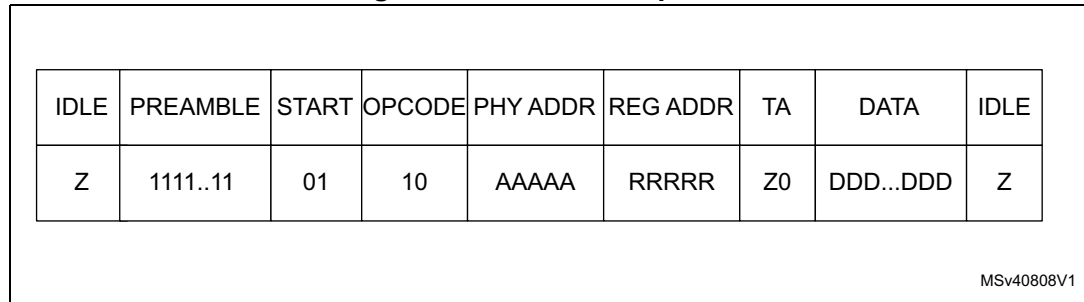 IDLE PREAMBLE START OPCODE PHY ADDR REG ADDR TA DATA IDLE
Z 1111..11 01 10 AAAAA RRRRR Z0 DDD...DDD Z
MSv40808V1